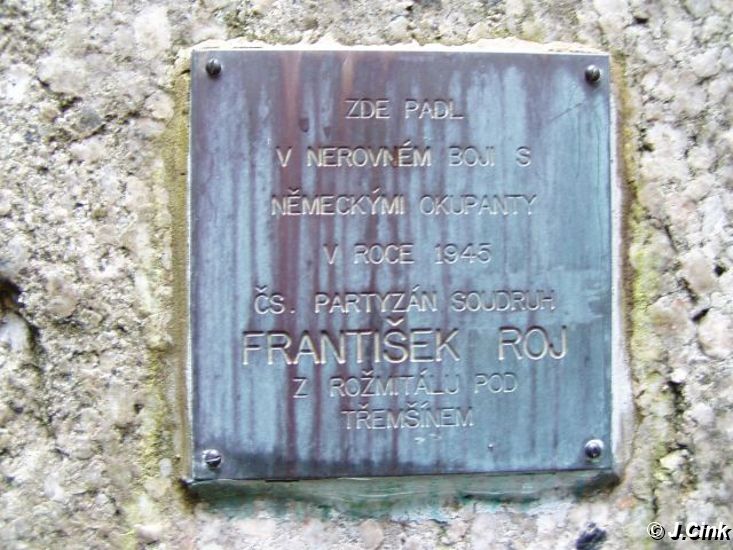 ZDE PADL
V NEROVNÉM BOJI S
NĚMECKÝMI OKUPANTY
V ROCE 1945
ČS. PARTYZÁN SOUDRUH
FRANTIŠEK ROJ
Z ROŽMITÁLU POD
TŘEMŠÍNEM
© J.Cink